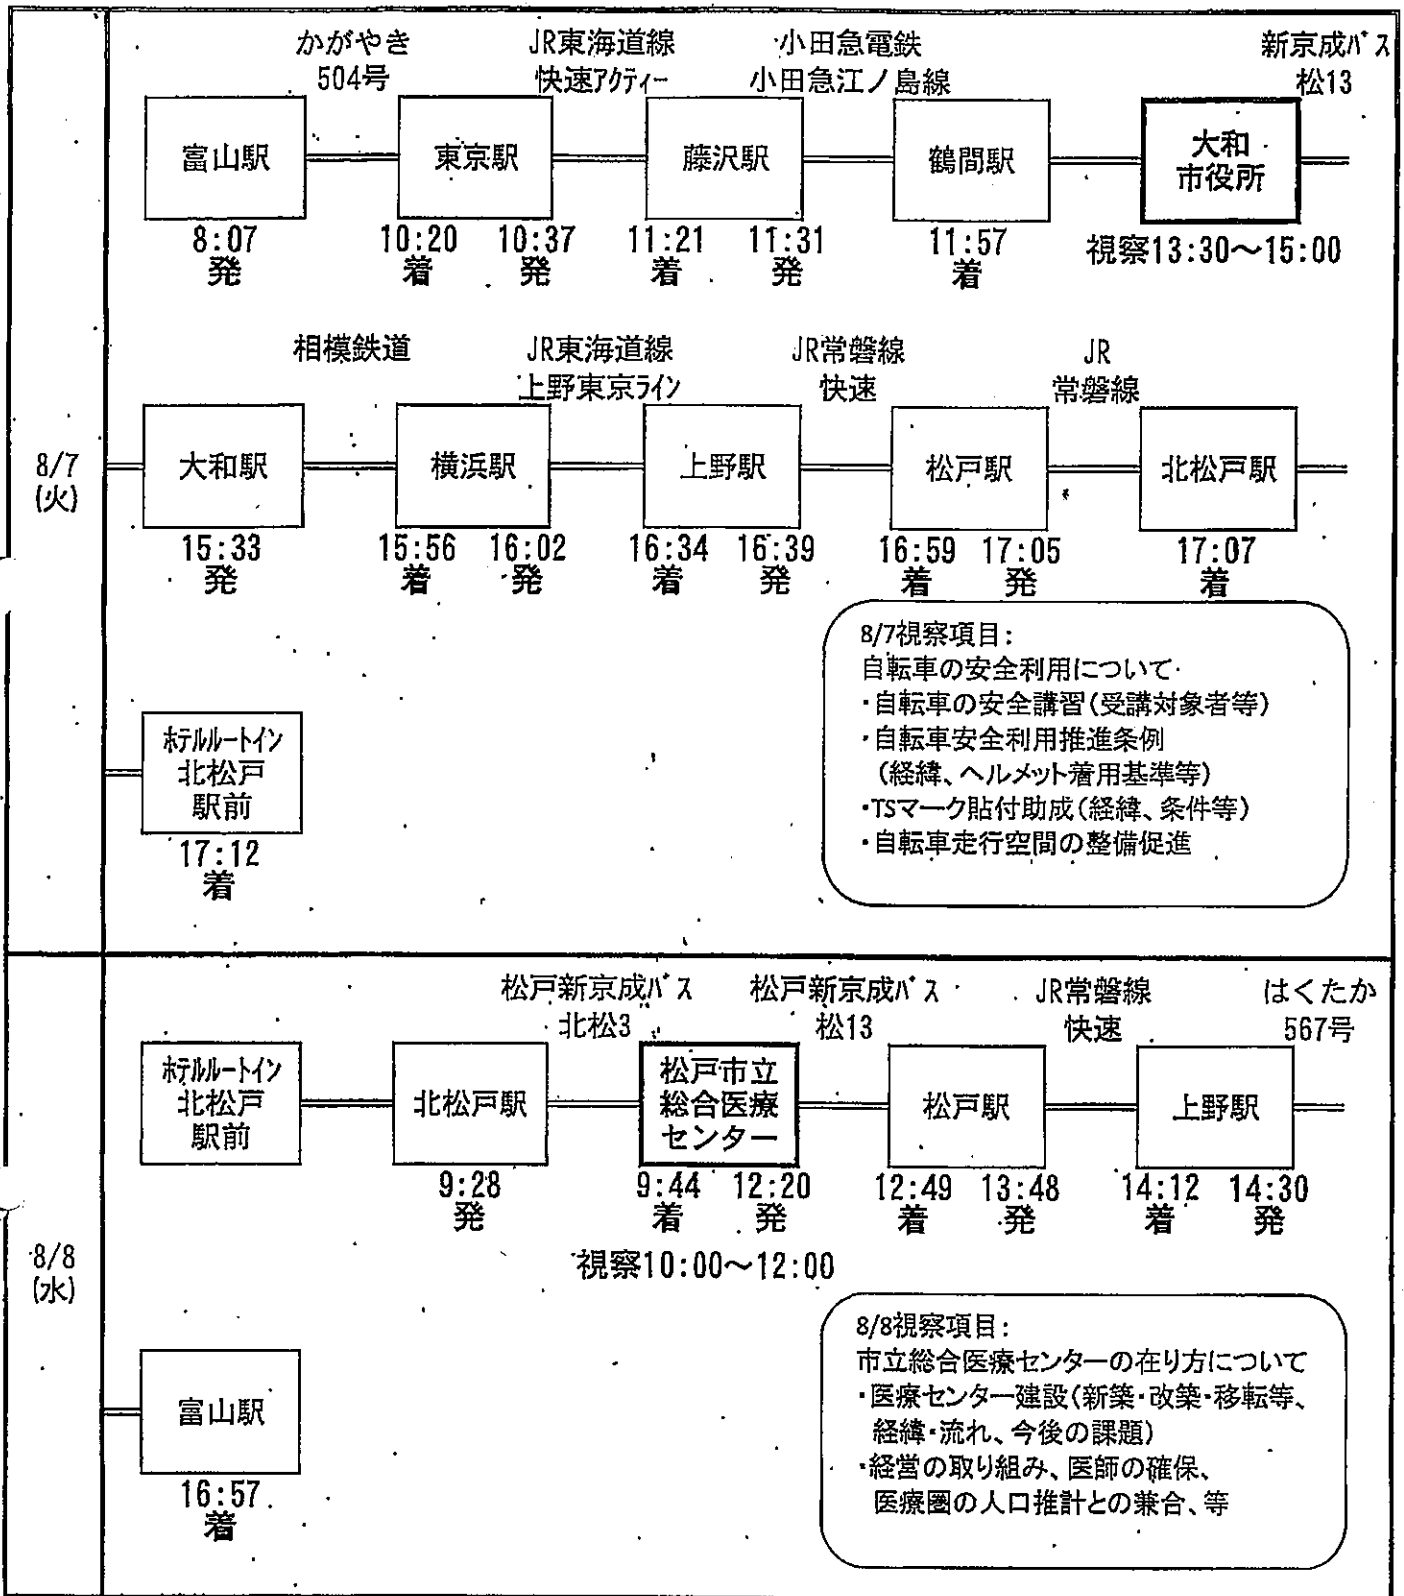 8/7
(火)
かがやき
504号
JR東海道線
快速アクティー
小田急電鉄
小田急江ノ島線
新京成バス
松13
富山駅
東京駅
藤沢駅
鶴間駅
大和
市役所
8:07
発
10:20
着
10:37
発
11:21
着
11:31
発
11:57
着
視察13:30～15:00
相模鉄道
JR東海道線
上野東京ライン
JR常磐線
快速
JR
常磐線
大和駅
横浜駅
上野駅
松戸駅
北松戸駅
15:33
発
15:56
着
16:02
発
16:34
着
16:39
発
16:59
着
17:05
発
17:07
着
ホテルルートイン
北松戸
駅前
17:12
着
8/7視察項目:
自転車の安全利用について
・自転車の安全講習(受講対象者等)
・自転車安全利用推進条例
(経緯、ヘルメット着用基準等)
・TSマーク貼付助成(経緯、条件等)
・自転車走行空間の整備促進
8/8
(水)
松戸新京成バス
北松3
松戸新京成バス
松13
JR常磐線
快速
はくたか
567号
ホテルルートイン
北松戸
駅前
北松戸駅
松戸市立
総合医療
センター
松戸駅
上野駅
9:28
発
9:44
着
12:20
発
12:49
着
13:48
発
14:12
着
14:30
発
視察10:00～12:00
富山駅
16:57
着
8/8視察項目:
市立総合医療センターの在り方について
・医療センター建設(新築・改築・移転等、
経緯・流れ、今後の課題)
・経営の取り組み、医師の確保、
医療圏の人口推計との兼合、等